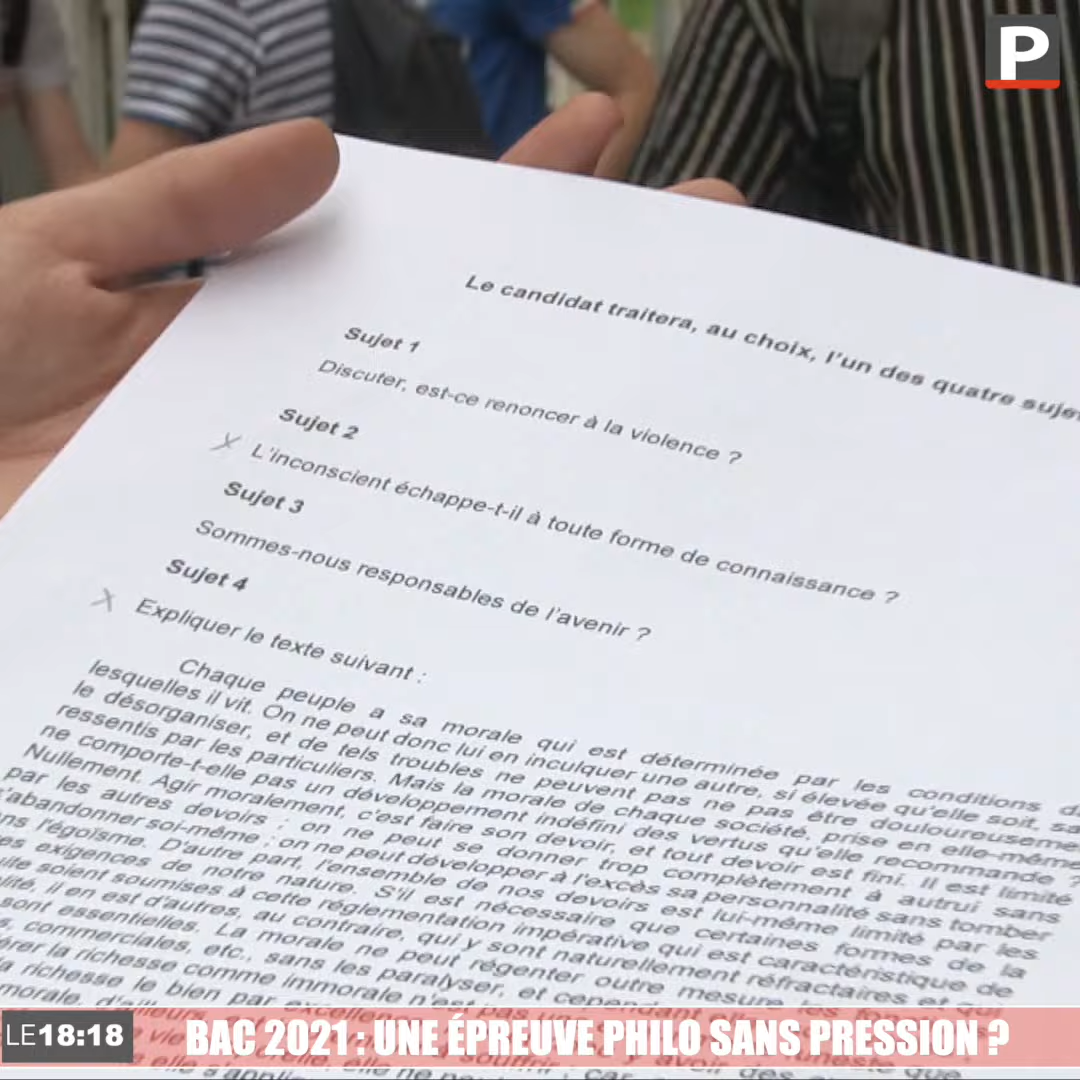 P
Le candidat traitera, au choix, l'un des quatre
Sujet 1
Discuter, est-ce renoncer à la violence ?
Sujet 2
L'inconscient échappe-t-il à toute forme de connaissance ?
Sujet 3
Sommes-nous responsables de l'avenir ?
Sujet 4
Expliquer le texte suivant :
Chaque peuple a sa morale qui est déterminée par les conditions
lesquelles il vit. On ne peut donc lui en inculquer une autre, si élevée qu'elle soit,
le désorganiser, et de tels troubles ne peuvent pas ne pas être
ressentis par les particuliers. Mais la morale de chaque société, prise en elle-même
ne comporte-t-elle pas un développement indéfini des vertus qu'elle recommande ?
Nullement. Agir moralement, c'est faire son devoir, et tout devoir est fini. Il est limité
par les autres devoirs : on ne peut se donner trop complètement à autrui sans
s'abandonner soi-même ; on ne peut développer à l'excès sa personnalité sans tomber
l'égoïsme. D'autre part, l'ensemble de nos devoirs est lui-même limité par les
exigences de notre nature. S'il est nécessaire que certaines formes de la
soient soumises à cette réglementation impérative qui est caractéristique de
il en est d'autres, au contraire, qui y sont naturellement réfractaires et
sont essentielles. La morale ne peut régenter outre mesure les
commerciales, etc., sans les paralyser, et
la richesse comme immorale n'est pas
richesse le bien par
LE18:18 BAC 2021 : UNE ÉPREUVE PHILO SANS PRESSION ?